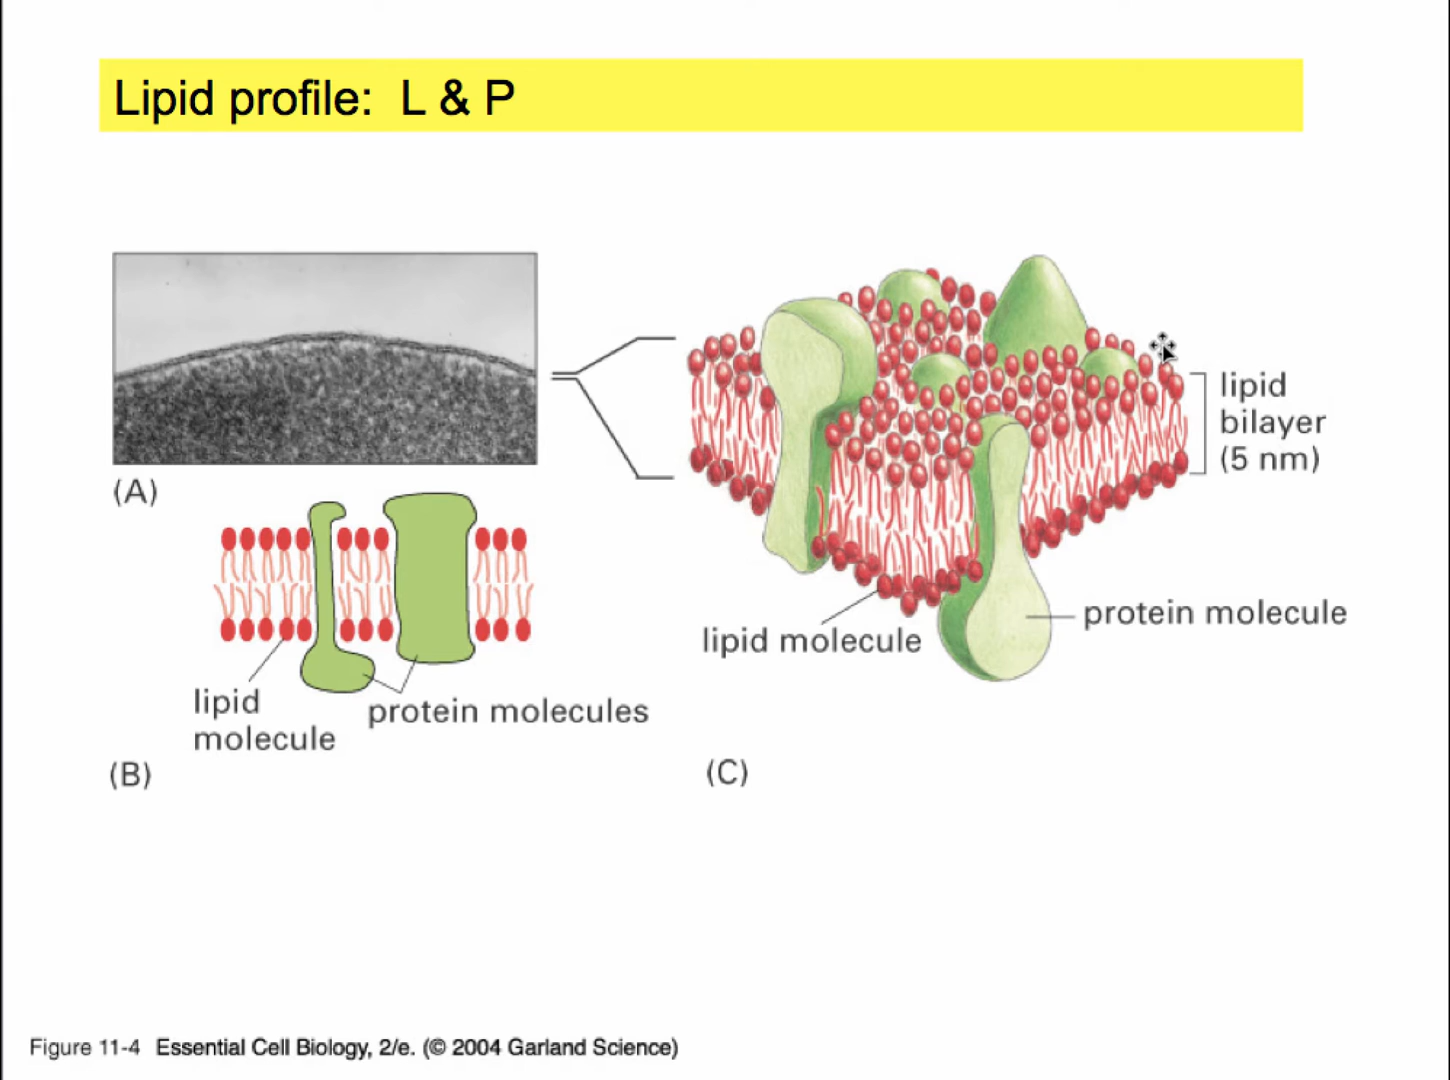 Lipid profile:  L & P
(A)
lipid
bilayer
(5 nm)
lipid molecule
protein molecule
lipid
molecule
protein molecules
(B)
(C)
Figure 11-4  Essential Cell Biology, 2/e. (© 2004 Garland Science)